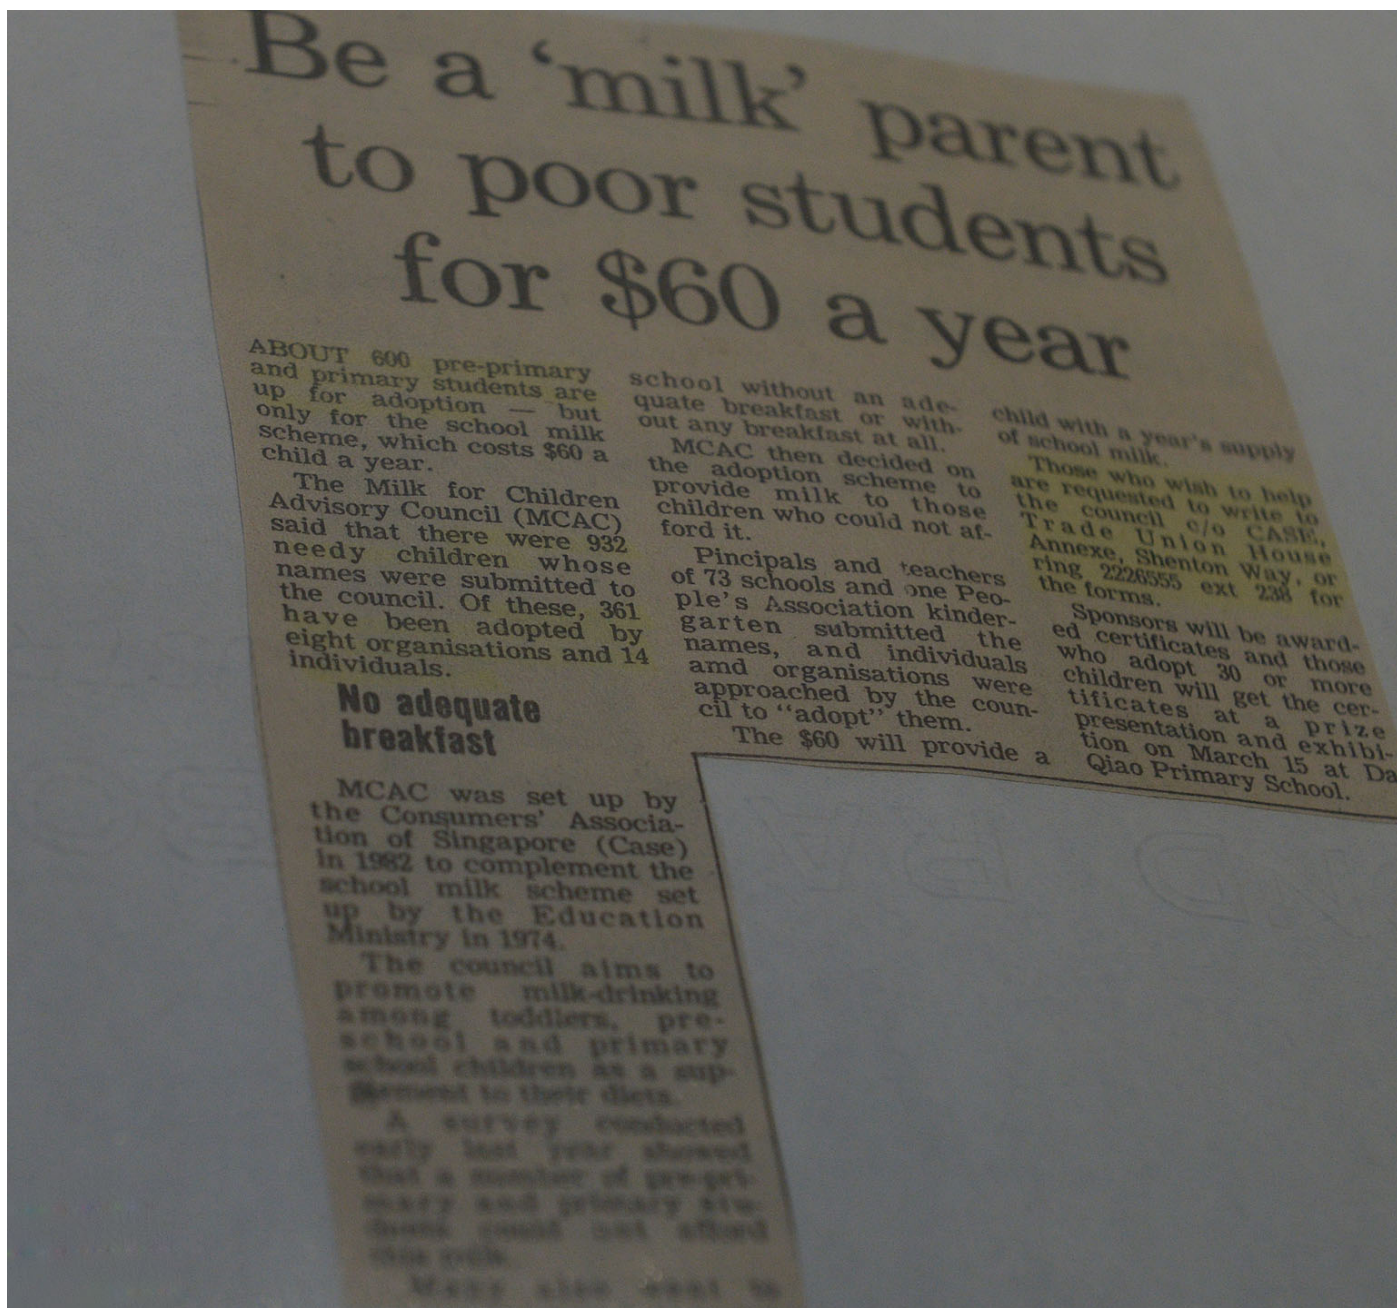 Be a ‘milk’ parent
to poor students
for $60 a year
ABOUT 600 pre-primary
and primary students are
up for adoption — but
only for the school milk
scheme, which costs $60 a
child a year.
The Milk for Children
Advisory Council (MCAC)
said that there were 932
needy children whose
names were submitted to
the council. Of these, 361
have been adopted by
eight organisations and 14
individuals.
No adequate
breakfast
MCAC was set up by
the Consumers’ Associa-
tion of Singapore (Case)
in 1982 to complement the
school milk scheme set
up by the Education
Ministry in 1974.
The council aims to
promote milk-drinking
among toddlers, pre-
school and primary
school children as a sup-
to their diets.
A survey conducted
early last year showed
that a number of pre-pri-
mary and primary stu-
dents could not afford
this milk.
Many also went to
school without an ade-
quate breakfast or with-
out any breakfast at all.
MCAC then decided on
the adoption scheme to
provide milk to those
children who could not af-
ford it.
Pincipals and teachers
of 73 schools and one Peo-
ple’s Association kinder-
garten submitted the
names, and individuals
amd organisations were
approached by the coun-
cil to “adopt” them.
The $60 will provide a
child with a year’s supply
of school milk.
Those who wish to help
are requested to write to
the council c/o CASE,
Trade Union House
Annexe, Shenton Way, or
ring 2226555 ext 238 for
the forms.
Sponsors will be award-
ed certificates and those
who adopt 30 or more
children will get the cer-
tificates at a prize
presentation and exhibi-
tion on March 15 at Da
Qiao Primary School.